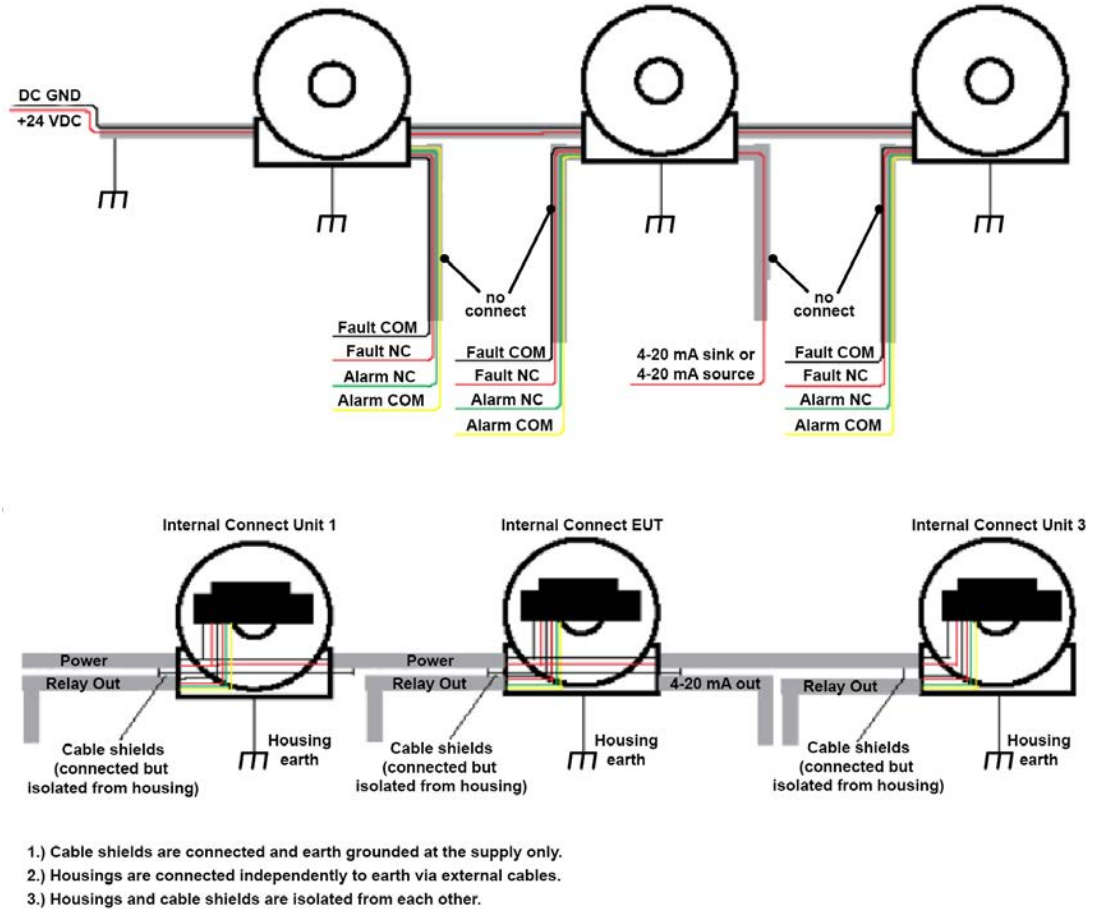 DC GND
+24 VDC
no
connect
no
connect
Fault COM
Fault NC
Alarm NC
Alarm COM
Fault COM
Fault NC
Alarm NC
Alarm COM
4-20 mA sink or
4-20 mA source
Fault COM
Fault NC
Alarm NC
Alarm COM
Internal Connect Unit 1
Internal Connect EUT
Internal Connect Unit 3
Power
Relay Out
Power
Relay Out
4-20 mA out
Relay Out
Cable shields
(connected but
isolated from housing)
Housing
earth
Cable shields
(connected but
isolated from housing)
Housing
earth
Cable shields
(connected but
isolated from housing)
Housing
earth
1.) Cable shields are connected and earth grounded at the supply only.
2.) Housings are connected independently to earth via external cables.
3.) Housings and cable shields are isolated from each other.